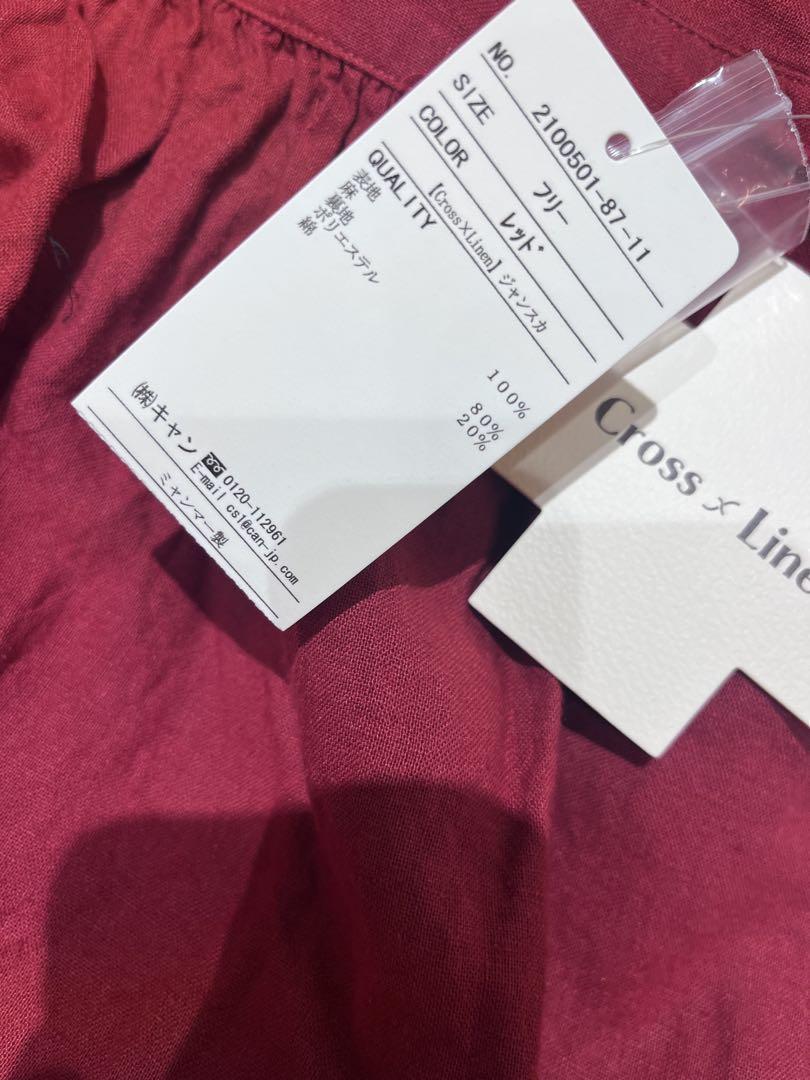 NO. 2100501-87-11
SIZE フリー
COLOR レッド
QUALITY 【Cross×Linen】ジャンスカ
表地
麻 100%
裏地
ポリエステル 80%
綿 20%
㈱キャン 0120-112961
E-mail cs1@can-jp.com
ミャンマー製
Cross × Line